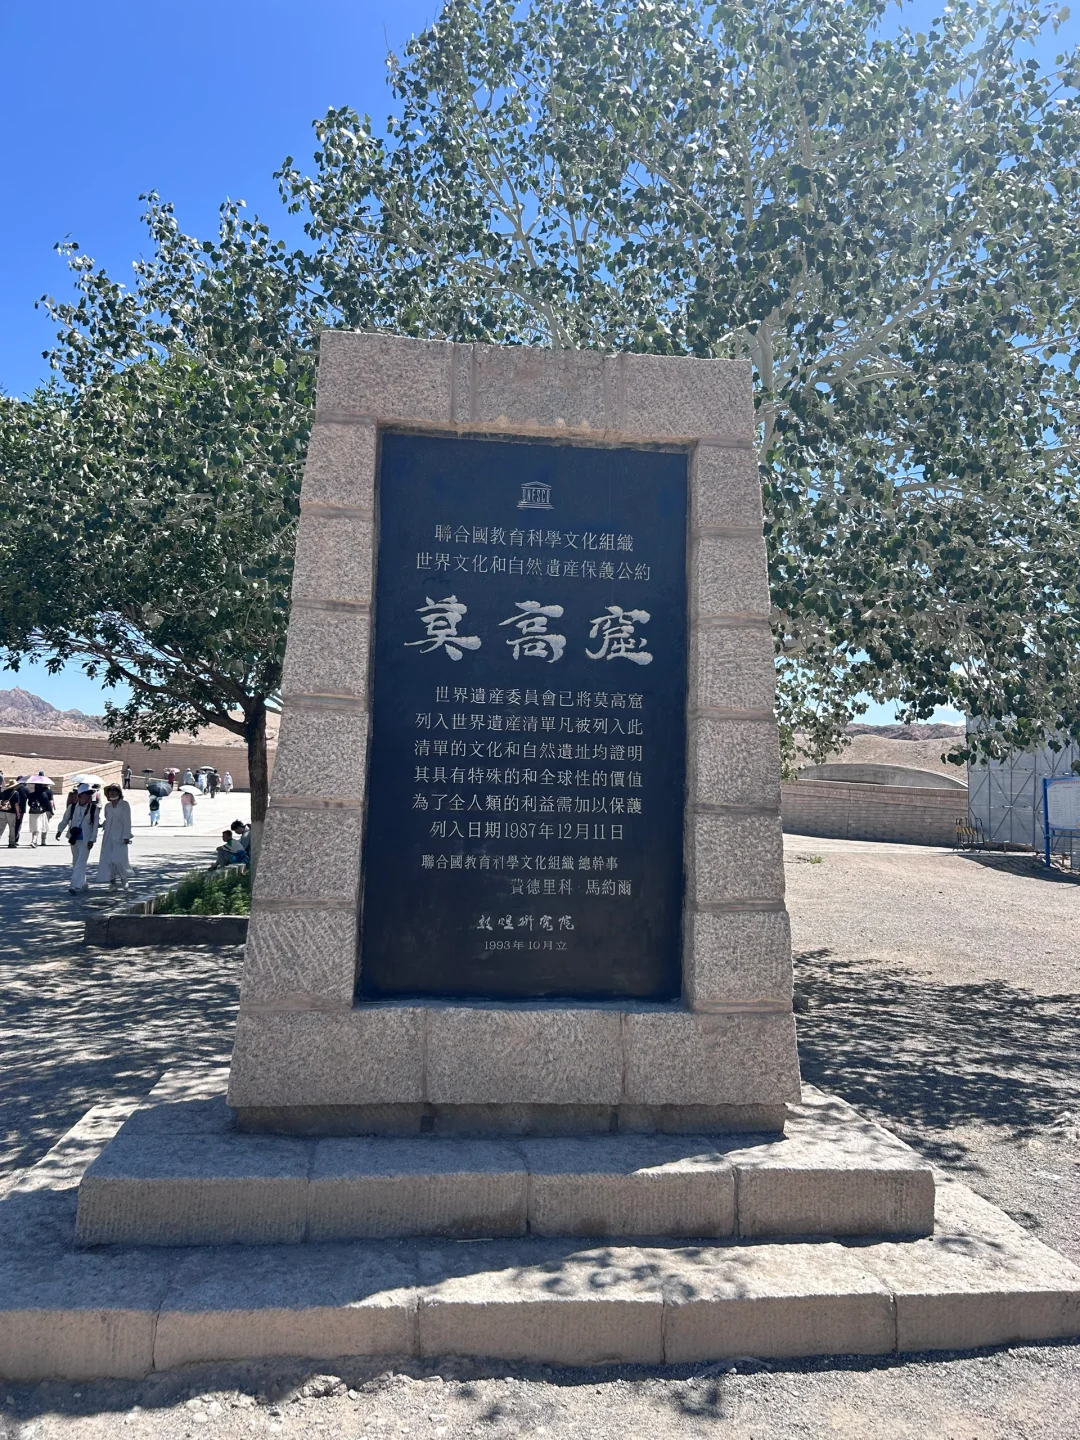 UNESCO
聯合國教育科學文化組織
世界文化和自然遺産保護公約
莫高窟
世界遺産委員會已將莫高窟
列入世界遺産清單凡被列入此
清單的文化和自然遺址均證明
其具有特殊的和全球性的價值
為了全人類的利益需加以保護
列入日期1987年12月11日
聯合國教育科學文化組織 總幹事
費德里科·馬約爾
敦煌研究院
1993年10月立